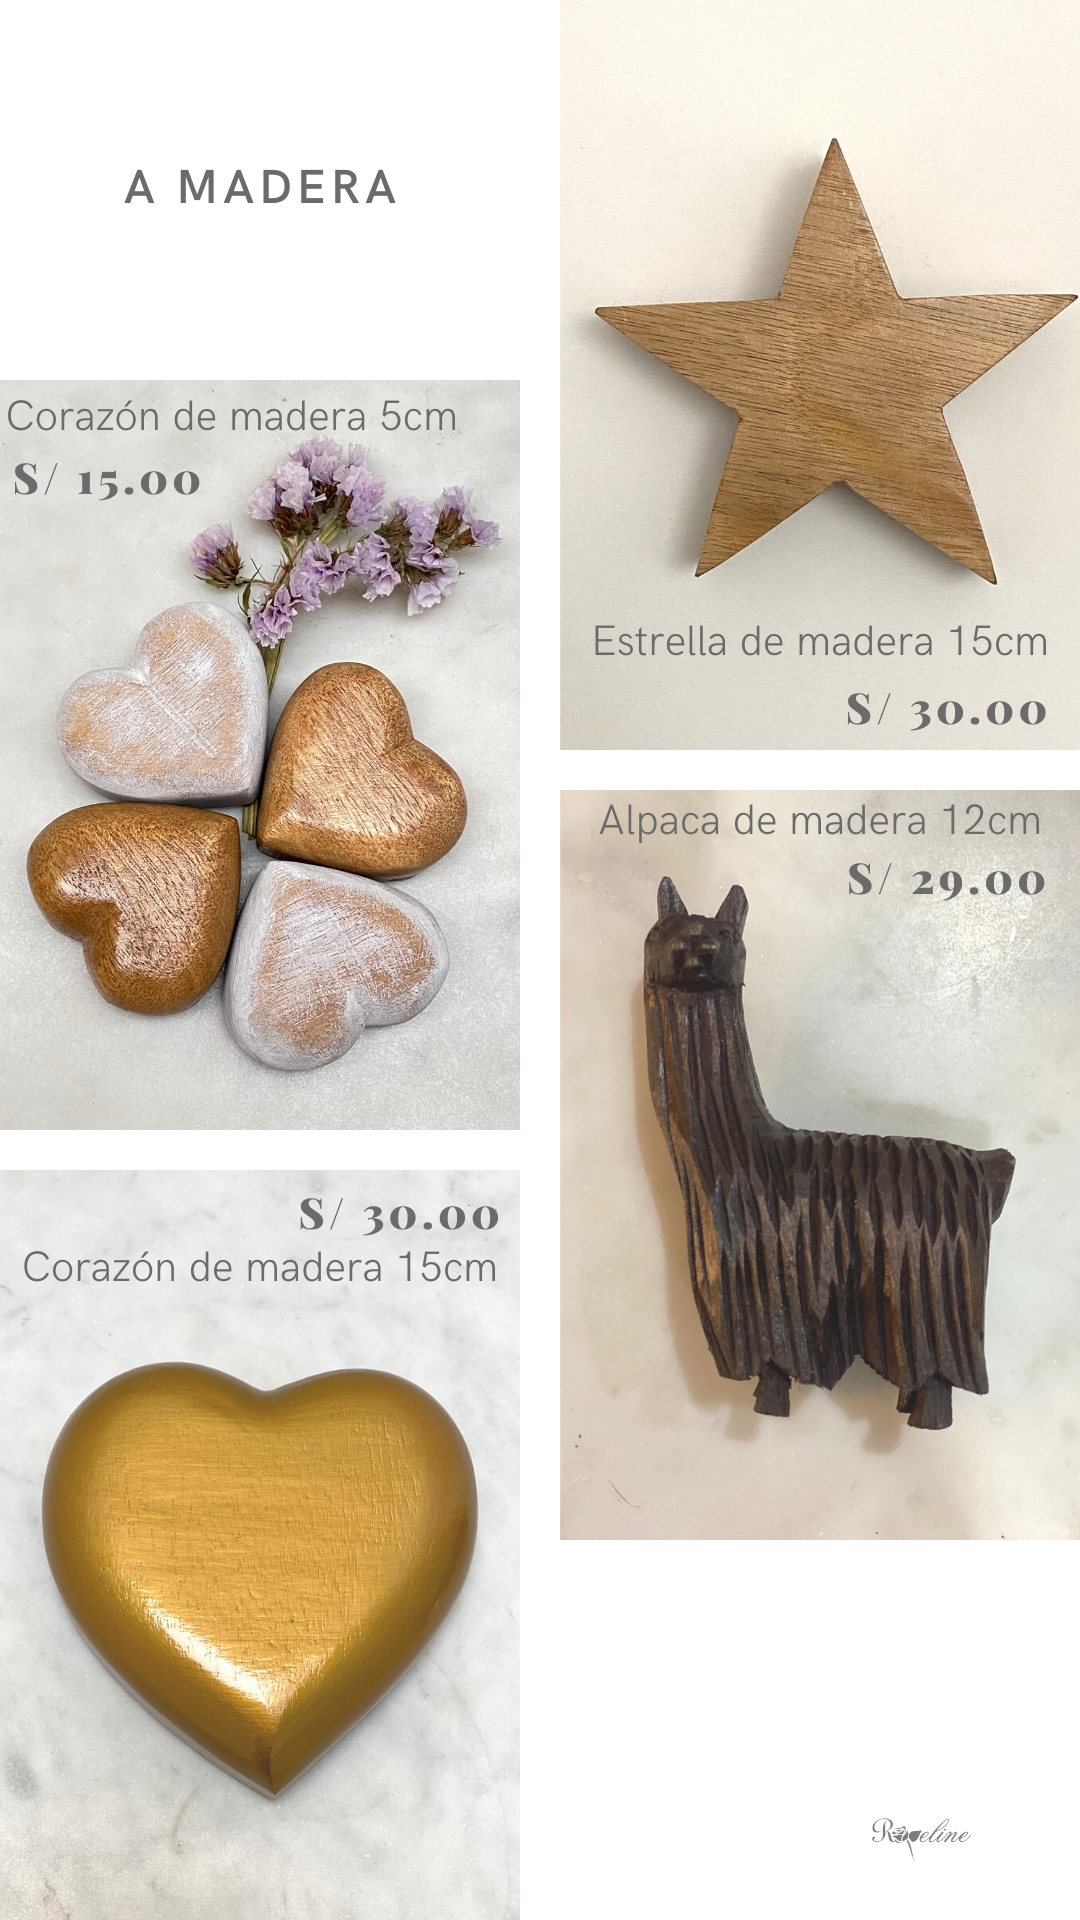 A MADERA
Corazón de madera 5cm
S/ 15.00
Estrella de madera 15cm
S/ 30.00
Alpaca de madera 12cm
S/ 29.00
S/ 30.00
Corazón de madera 15cm
Roseline